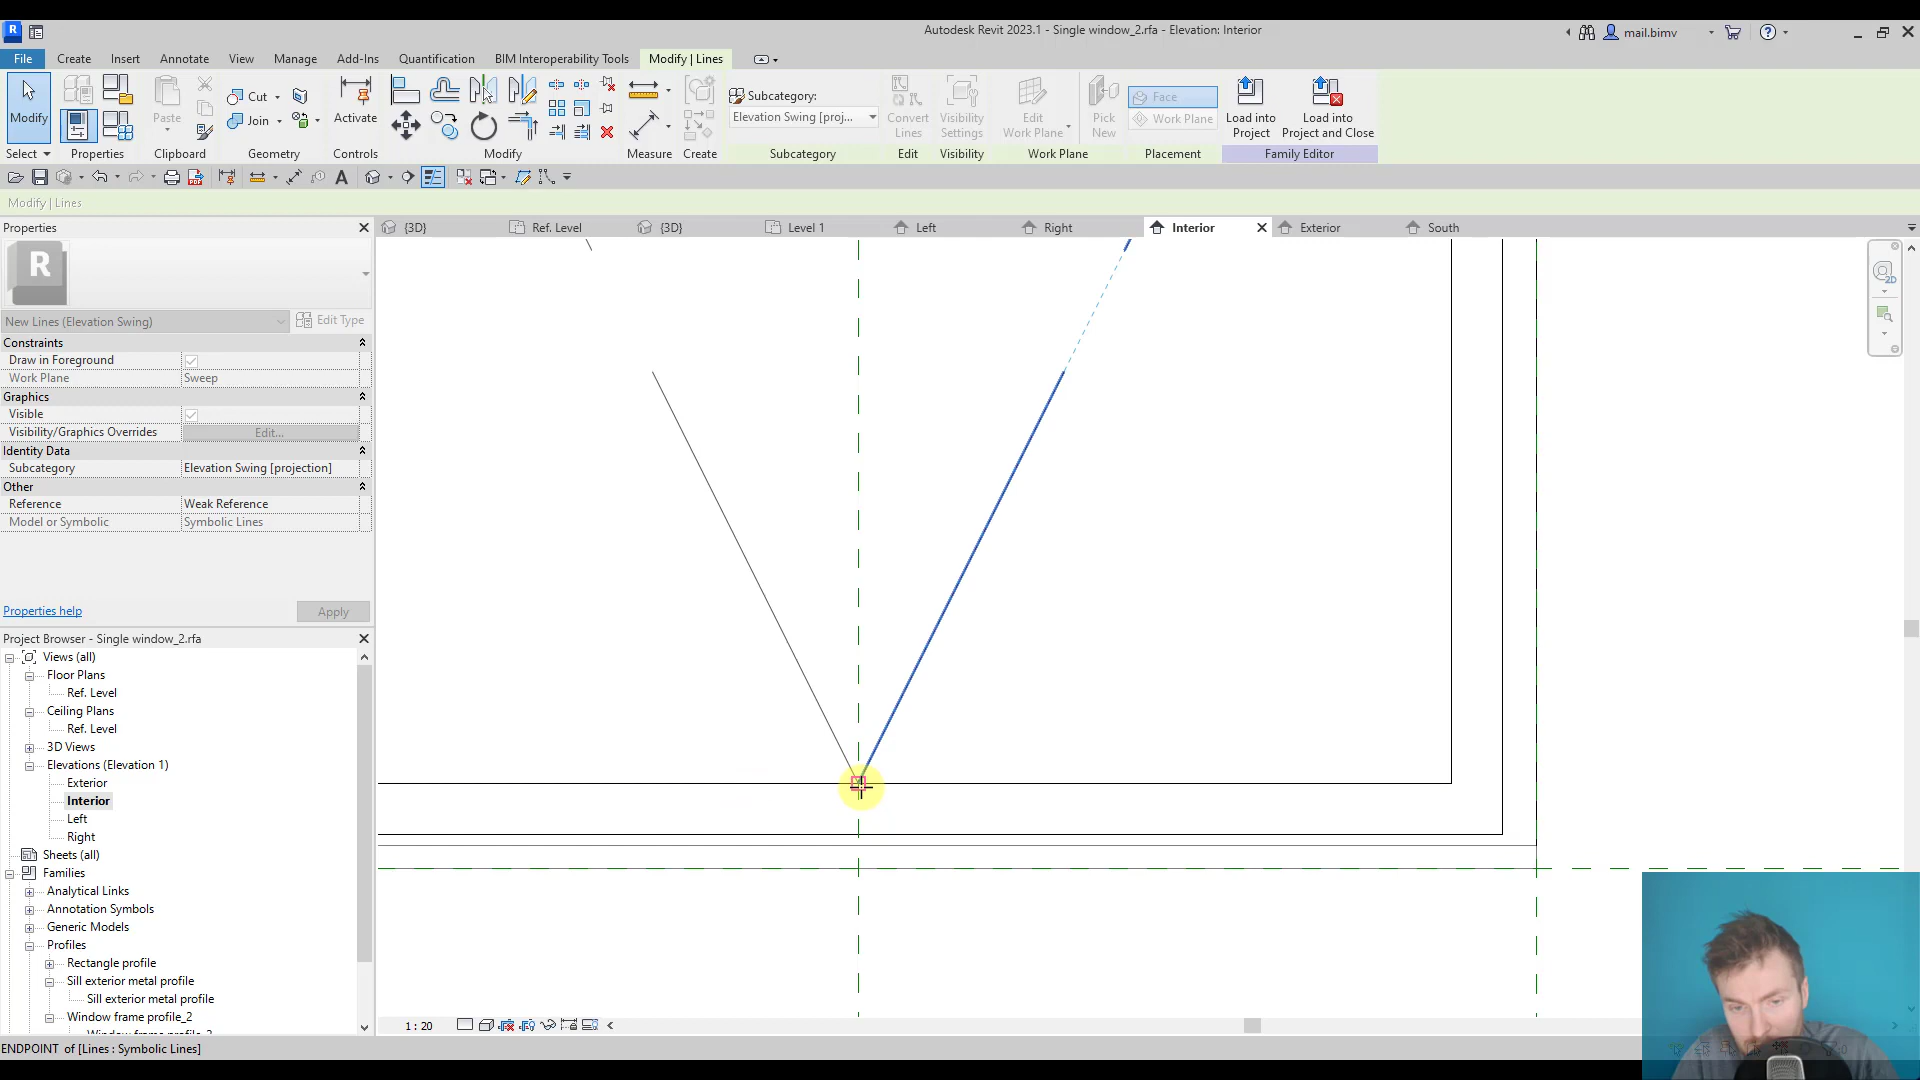 R
Autodesk Revit 2023.1 - Single window_2.rfa - Elevation: Interior
mail.bimv
File
Create
Insert
Annotate
View
Manage
Add-Ins
Quantification
BIM Interoperability Tools
Modify | Lines
Modify
Select
Properties
Paste
Clipboard
Cut
Join
Geometry
Activate
Controls
Modify
Measure
Create
Subcategory:
Elevation Swing [proj...
Subcategory
Convert
Lines
Edit
Visibility
Settings
Visibility
Edit
Work Plane
Work Plane
Pick
New
Face
Work Plane
Placement
Load into
Project
Load into
Project and Close
Family Editor
Modify | Lines
Properties
{3D}
Ref. Level
{3D}
Level 1
Left
Right
Interior
Exterior
South
R
New Lines (Elevation Swing)
Edit Type
Constraints
Draw in Foreground
Work Plane
Sweep
Graphics
Visible
Visibility/Graphics Overrides
Edit...
Identity Data
Subcategory
Elevation Swing [projection]
Other
Reference
Weak Reference
Model or Symbolic
Symbolic Lines
Properties help
Apply
Project Browser - Single window_2.rfa
Views (all)
Floor Plans
Ref. Level
Ceiling Plans
Ref. Level
3D Views
Elevations (Elevation 1)
Exterior
Interior
Left
Right
Sheets (all)
Families
Analytical Links
Annotation Symbols
Generic Models
Profiles
Rectangle profile
Sill exterior metal profile
Sill exterior metal profile
Window frame profile_2
Window frame profile_2
1 : 20
2D
ENDPOINT of [Lines : Symbolic Lines]